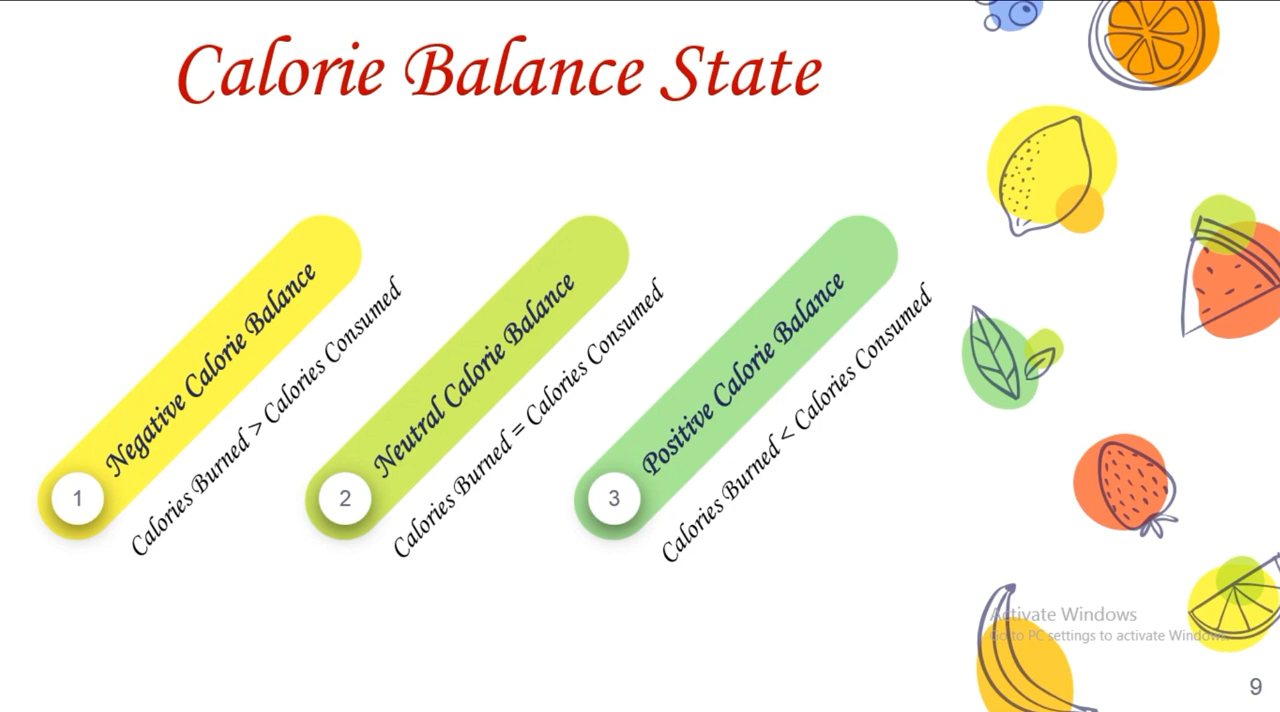 Calorie Balance State
1
Negative Calorie Balance
Calories Burned > Calories Consumed
2
Neutral Calorie Balance
Calories Burned = Calories Consumed
3
Positive Calorie Balance
Calories Burned < Calories Consumed
Activate Windows
Go to PC settings to activate Windows.
9